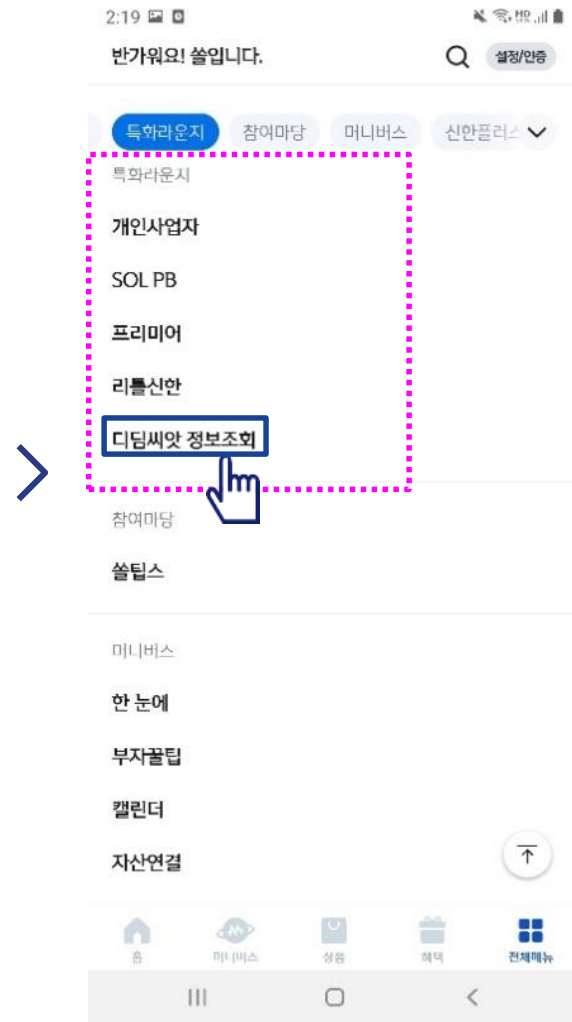 2:19
반가워요! 쏠입니다.
설정/인증
특화라운지 참여마당 머니버스 신한플러스
특화라운지
개인사업자
SOL PB
프리미어
리틀신한
디딤씨앗 정보조회
참여마당
쏠팁스
머니버스
한 눈에
부자꿀팁
캘린더
자산연결
홈 머니버스 상품 혜택 전체메뉴